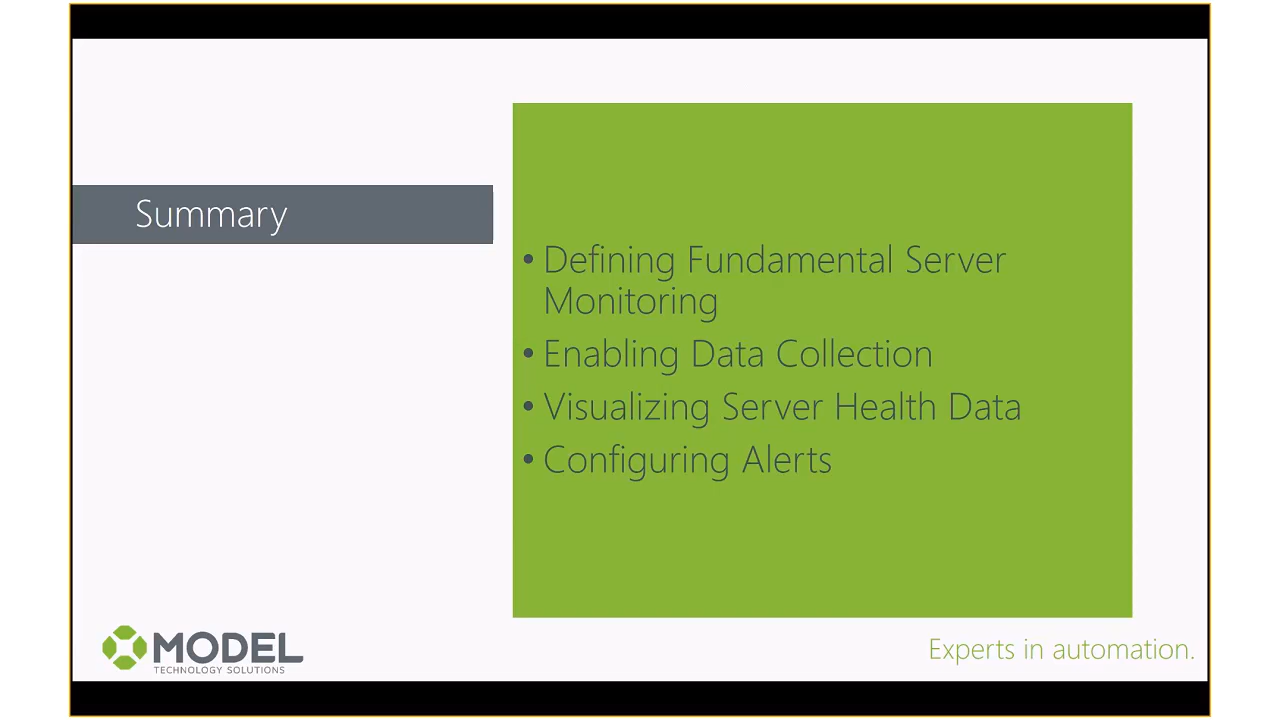 Summary
• Defining Fundamental Server
Monitoring
• Enabling Data Collection
• Visualizing Server Health Data
• Configuring Alerts
MODEL
TECHNOLOGY SOLUTIONS
Experts in automation.